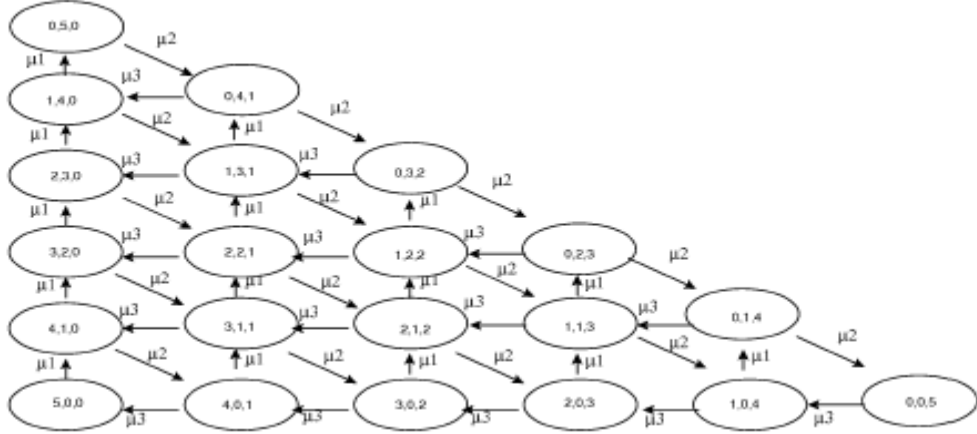 0,5,0
μ2
μ1 μ3
1,4,0 0,4,1
μ2 μ2
μ1 μ1
μ3 μ3
2,3,0 1,3,1 0,3,2
μ2 μ2 μ2
μ1 μ1 μ1
μ3 μ3 μ3
3,2,0 2,2,1 1,2,2 0,2,3
μ2 μ2 μ2 μ2
μ1 μ1 μ1 μ1
μ3 μ3 μ3 μ3
4,1,0 3,1,1 2,1,2 1,1,3 0,1,4
μ2 μ2 μ2 μ2 μ2
μ1 μ1 μ1 μ1 μ1
5,0,0 4,0,1 3,0,2 2,0,3 1,0,4 0,0,5
μ3 μ3 μ3 μ3 μ3